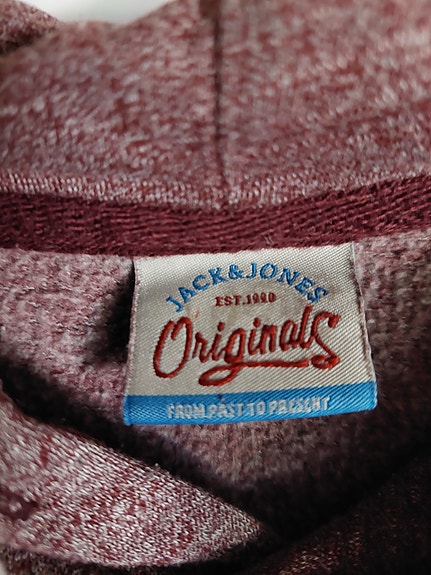 JACK&JONES
EST.1990
Originals
FROM PAST TO PRESENT